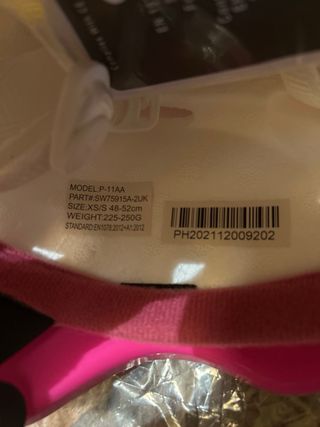 MODEL:P-11AA
PART#:SW75915A-2UK
SIZE:XS/S 48-52cm
WEIGHT:225-250G
STANDARD:EN1078:2012+A1:2012
PH202112009202